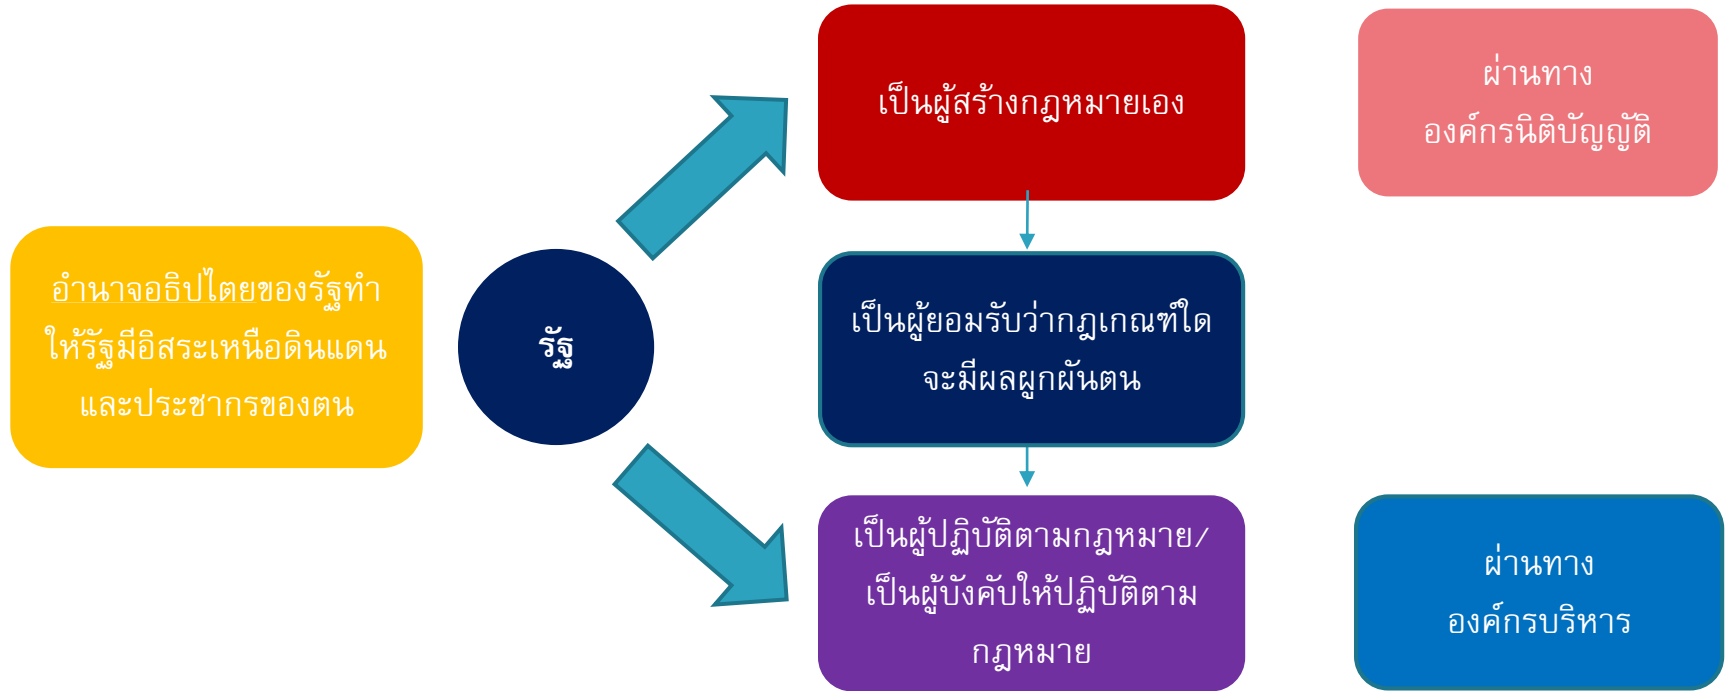 อำนาจอธิปไตยของรัฐทำ
ให้รัฐมีอิสระเหนือดินแดน
และประชากรของตน
รัฐ
เป็นผู้สร้างกฎหมายเอง
ผ่านทาง
องค์กรนิติบัญญัติ
เป็นผู้ยอมรับว่ากฎเกณฑ์ใด
จะมีผลผูกผันตน
เป็นผู้ปฏิบัติตามกฎหมาย/
เป็นผู้บังคับให้ปฏิบัติตาม
กฎหมาย
ผ่านทาง
องค์กรบริหาร